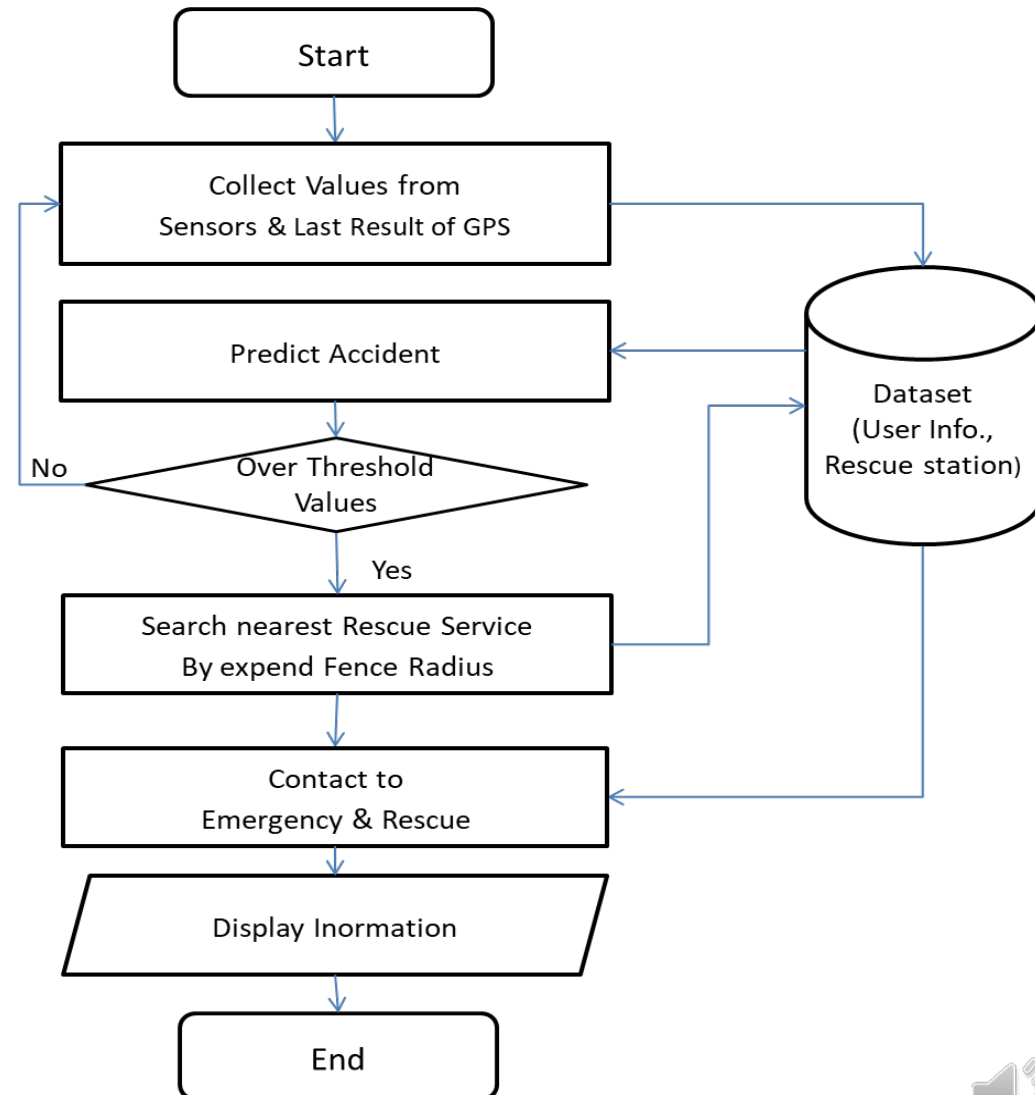 Start
Collect Values from
Sensors & Last Result of GPS
Predict Accident
Over Threshold
Values
No
Yes
Dataset
(User Info.,
Rescue station)
Search nearest Rescue Service
By expend Fence Radius
Contact to
Emergency & Rescue
Display Inormation
End